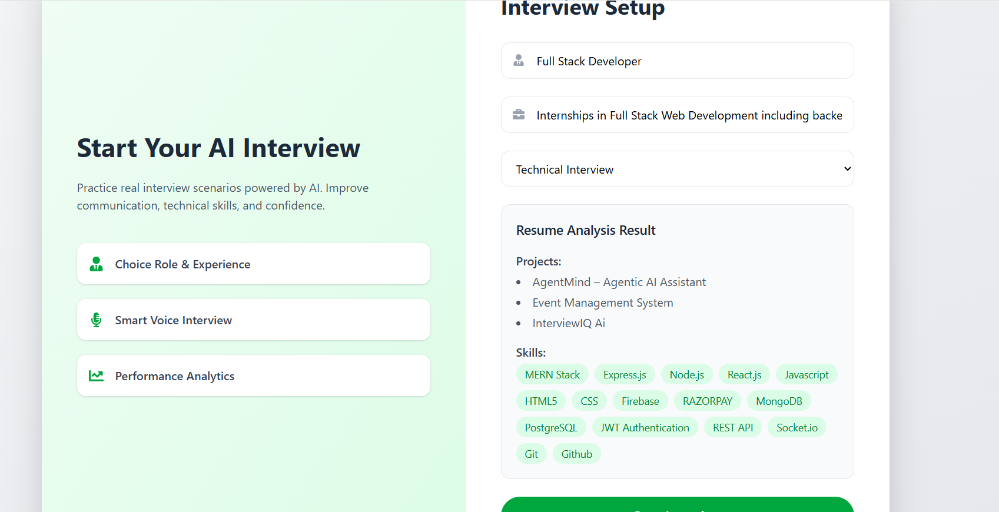 Start Your AI Interview
Practice real interview scenarios powered by AI. Improve
communication, technical skills, and confidence.
Choice Role & Experience
Smart Voice Interview
Performance Analytics
Interview Setup
Full Stack Developer
Internships in Full Stack Web Development including backe
Technical Interview
Resume Analysis Result
Projects:
AgentMind – Agentic AI Assistant
Event Management System
InterviewIQ Ai
Skills:
MERN Stack Express.js Node.js React.js Javascript
HTML5 CSS Firebase RAZORPAY MongoDB
PostgreSQL JWT Authentication REST API Socket.io
Git Github